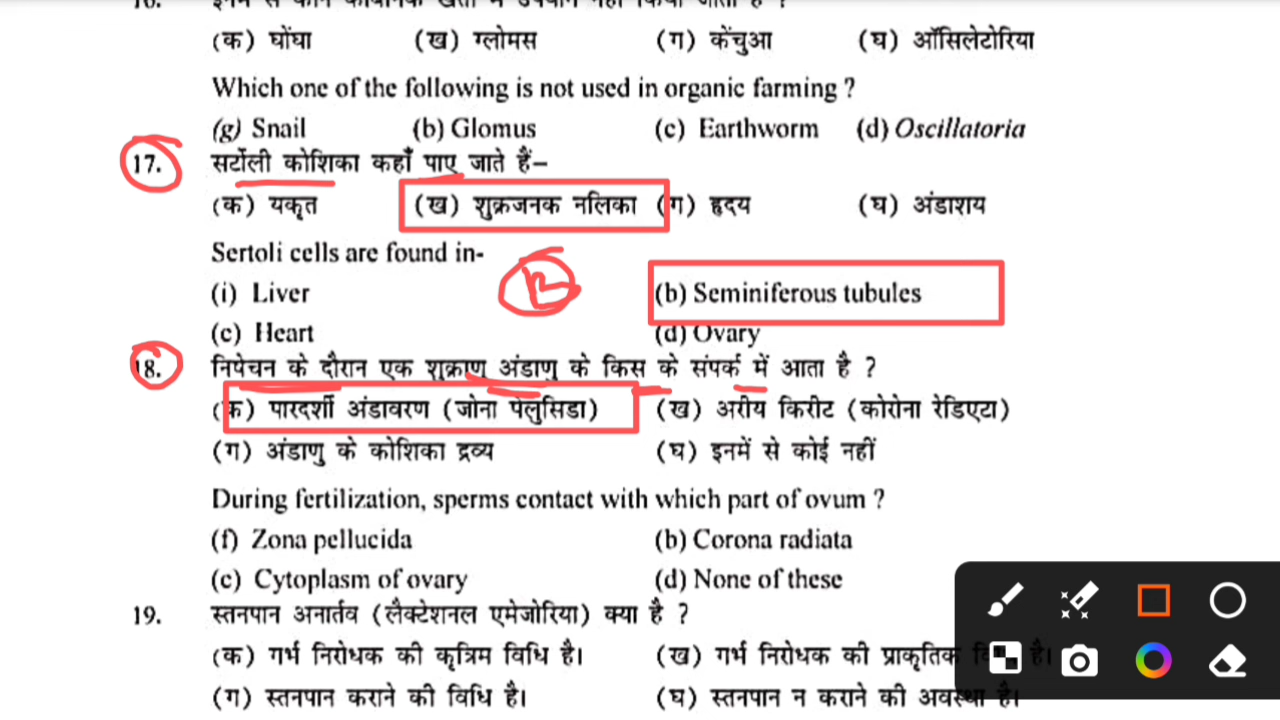 (क) घोंघा (ख) ग्लोमस (ग) केंचुआ (घ) ऑसिलेटोरिया
Which one of the following is not used in organic farming ?
(g) Snail (b) Glomus (c) Earthworm (d) Oscillatoria
17. सर्टोली कोशिका कहाँ पाए जाते हैं–
(क) यकृत (ख) शुक्रजनक नलिका (ग) हृदय (घ) अंडाशय
Sertoli cells are found in-
B
(i) Liver (b) Seminiferous tubules
(c) Heart (d) Ovary
18. निषेचन के दौरान एक शुक्राणु अंडाणु के किस के संपर्क में आता है ?
(क) पारदर्शी अंडावरण (जोना पेलुसिडा) (ख) अरीय किरीट (कोरोना रेडिएटा)
(ग) अंडाणु के कोशिका द्रव्य (घ) इनमें से कोई नहीं
During fertilization, sperms contact with which part of ovum ?
(f) Zona pellucida (b) Corona radiata
(c) Cytoplasm of ovary (d) None of these
19. स्तनपान अनार्तव (लैक्टेशनल एमेजोरिया) क्या है ?
(क) गर्भ निरोधक की कृत्रिम विधि है। (ख) गर्भ निरोधक की प्राकृतिक है।
(ग) स्तनपान कराने की विधि है। (घ) स्तनपान न कराने की अवस्था है।